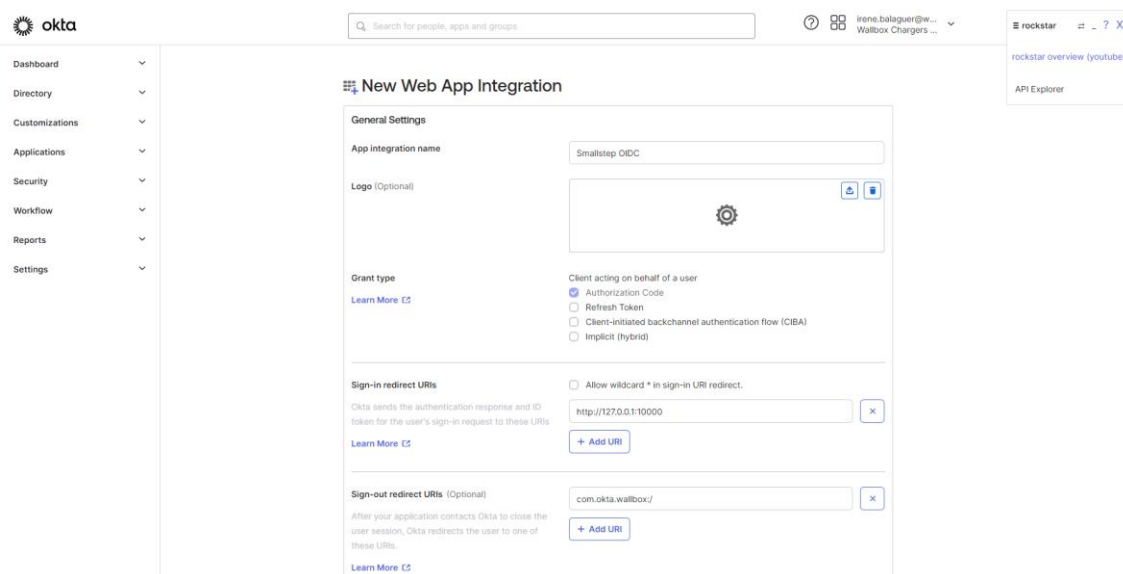 okta
Search for people, apps and groups
irene.balaguer@w...
Wallbox Chargers ...
rockstar
- ? X
rockstar overview (youtube
API Explorer
Dashboard
Directory
Customizations
Applications
Security
Workflow
Reports
Settings
New Web App Integration
General Settings
App integration name
Smallstep OIDC
Logo (Optional)
Grant type
Learn More
Client acting on behalf of a user
Authorization Code
Refresh Token
Client-initiated backchannel authentication flow (CIBA)
Implicit (hybrid)
Sign-in redirect URIs
Allow wildcard * in sign-in URI redirect.
Okta sends the authentication response and ID
token for the user's sign-in request to these URIs
http://127.0.0.1:10000
Learn More
+ Add URI
Sign-out redirect URIs (Optional)
com.okta.wallbox:/
After your application contacts Okta to close the
user session, Okta redirects the user to one of
these URIs.
+ Add URI
Learn More